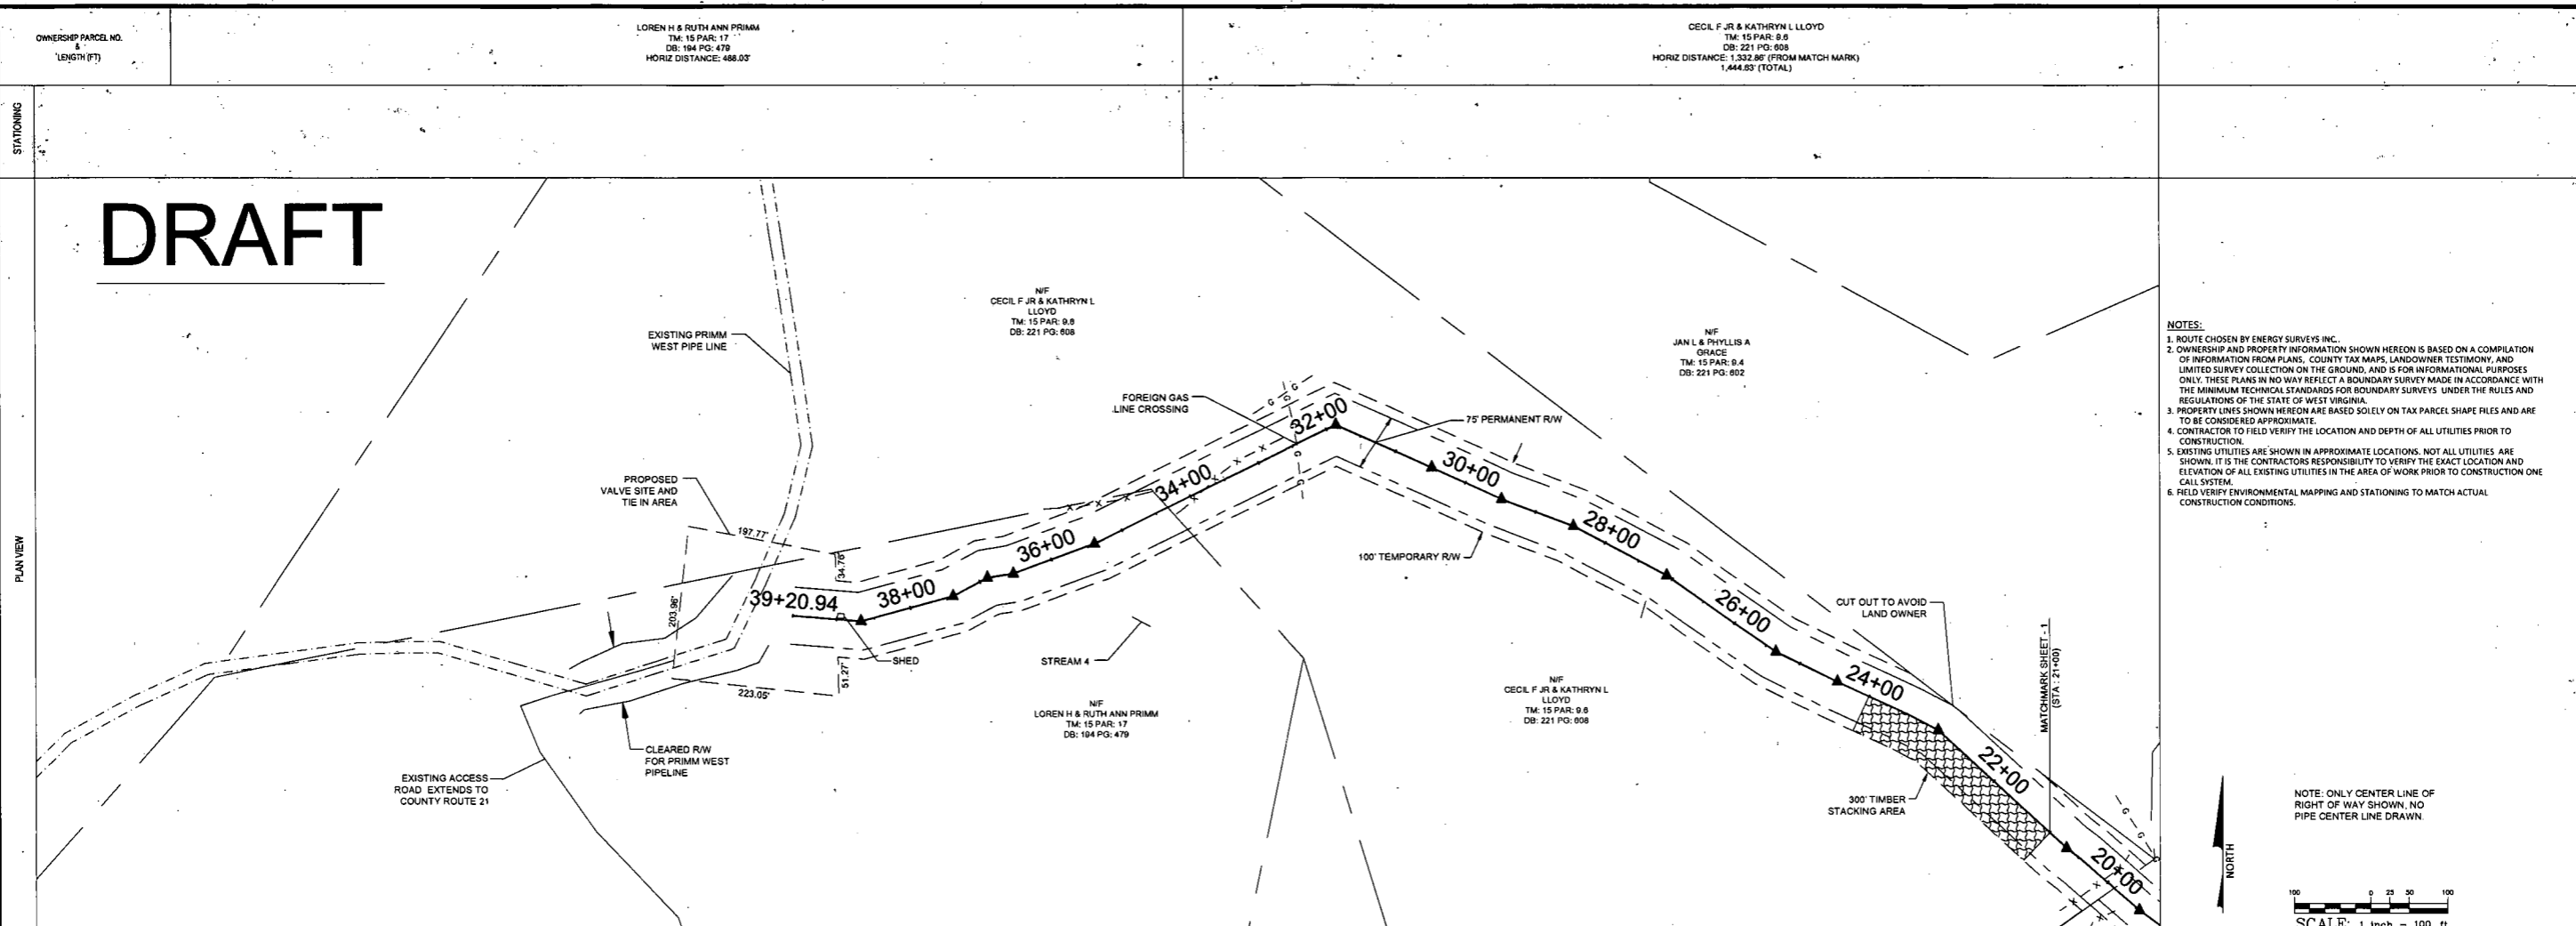 OWNERSHIP PARCEL NO.
&
LENGTH (FT)
LOREN H & RUTH ANN PRIMM
TM: 15 PAR: 17
DB: 194 PG: 479
HORIZ DISTANCE: 488.03'
CECIL F JR & KATHRYN L LLOYD
TM: 15 PAR: 9.6
DB: 221 PG: 608
HORIZ DISTANCE: 1,332.86' (FROM MATCH MARK)
1,444.83' (TOTAL)
STATIONING
PLAN VIEW
DRAFT
EXISTING PRIMM
WEST PIPE LINE
N/F
CECIL F JR & KATHRYN L
LLOYD
TM: 15 PAR: 9.6
DB: 221 PG: 608
N/F
JAN L & PHYLLIS A
GRACE
TM: 15 PAR: 9.4
DB: 221 PG: 602
FOREIGN GAS
LINE CROSSING
75' PERMANENT R/W
PROPOSED
VALVE SITE AND
TIE IN AREA
197.77'
34.76'
203.96'
223.05'
51.27'
39+20.94
38+00
36+00
34+00
32+00
30+00
28+00
26+00
24+00
22+00
20+00
100' TEMPORARY R/W
CUT OUT TO AVOID
LAND OWNER
MATCHMARK SHEET - 1
(STA : 21+00)
SHED
STREAM 4
N/F
LOREN H & RUTH ANN PRIMM
TM: 15 PAR: 17
DB: 194 PG: 479
N/F
CECIL F JR & KATHRYN L
LLOYD
TM: 15 PAR: 9.6
DB: 221 PG: 608
CLEARED R/W
FOR PRIMM WEST
PIPELINE
EXISTING ACCESS
ROAD EXTENDS TO
COUNTY ROUTE 21
300' TIMBER
STACKING AREA
NOTES:
1. ROUTE CHOSEN BY ENERGY SURVEYS INC..
2. OWNERSHIP AND PROPERTY INFORMATION SHOWN HEREON IS BASED ON A COMPILATION
OF INFORMATION FROM PLANS, COUNTY TAX MAPS, LANDOWNER TESTIMONY, AND
LIMITED SURVEY COLLECTION ON THE GROUND, AND IS FOR INFORMATIONAL PURPOSES
ONLY. THESE PLANS IN NO WAY REFLECT A BOUNDARY SURVEY MADE IN ACCORDANCE WITH
THE MINIMUM TECHNICAL STANDARDS FOR BOUNDARY SURVEYS UNDER THE RULES AND
REGULATIONS OF THE STATE OF WEST VIRGINIA.
3. PROPERTY LINES SHOWN HEREON ARE BASED SOLELY ON TAX PARCEL SHAPE FILES AND ARE
TO BE CONSIDERED APPROXIMATE.
4. CONTRACTOR TO FIELD VERIFY THE LOCATION AND DEPTH OF ALL UTILITIES PRIOR TO
CONSTRUCTION.
5. EXISTING UTILITIES ARE SHOWN IN APPROXIMATE LOCATIONS. NOT ALL UTILITIES ARE
SHOWN. IT IS THE CONTRACTORS RESPONSIBILITY TO VERIFY THE EXACT LOCATION AND
ELEVATION OF ALL EXISTING UTILITIES IN THE AREA OF WORK PRIOR TO CONSTRUCTION ONE
CALL SYSTEM.
6. FIELD VERIFY ENVIRONMENTAL MAPPING AND STATIONING TO MATCH ACTUAL
CONSTRUCTION CONDITIONS.
NOTE: ONLY CENTER LINE OF
RIGHT OF WAY SHOWN, NO
PIPE CENTER LINE DRAWN.
NORTH
100 0 25 50 100
SCALE: 1 inch = 100 ft